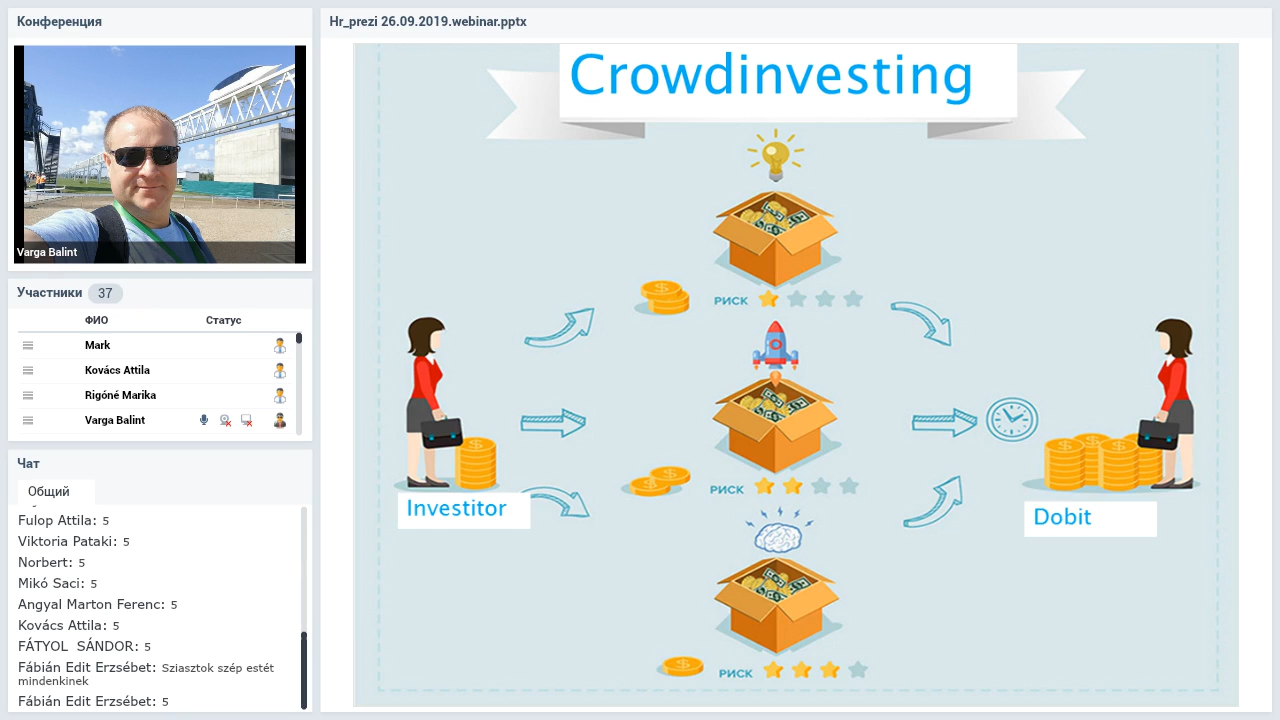 Конференция
Varga Balint
Участники 37
ФИО Статус
Mark
Kovács Attila
Rigóné Marika
Varga Balint
Чат
Общий
Fulop Attila: 5
Viktoria Pataki: 5
Norbert: 5
Mikó Saci: 5
Angyal Marton Ferenc: 5
Kovács Attila: 5
FÁTYOL SÁNDOR: 5
Fábián Edit Erzsébet: Sziasztok szép estét
mindenkinek
Fábián Edit Erzsébet: 5
Hr_prezi 26.09.2019.webinar.pptx
Crowdinvesting
РИСК
РИСК
Investitor
Dobit
РИСК